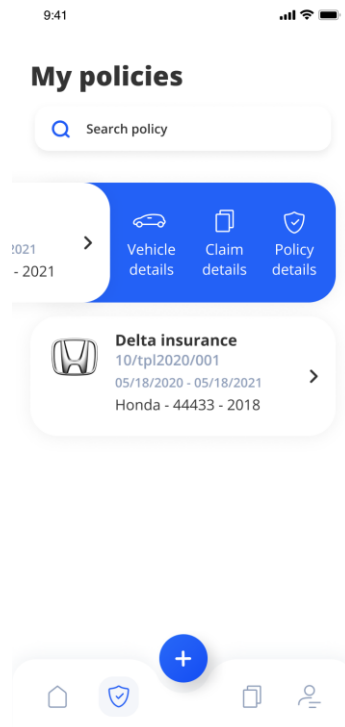 9:41
My policies
Search policy
2021
- 2021
Vehicle details
Claim details
Policy details
Delta insurance
10/tpl2020/001
05/18/2020 - 05/18/2021
Honda - 44433 - 2018